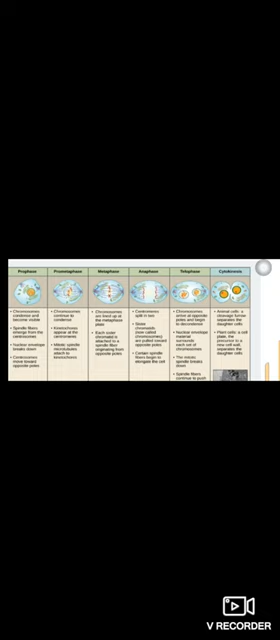 Prophase
Prometaphase
Metaphase
Anaphase
Telophase
Cytokinesis
• Chromosomes
condense and
become visible
• Spindle fibers
emerge from the
centrosomes
• Nuclear envelope
breaks down
• Centrosomes
move toward
opposite poles
• Chromosomes
continue to
condense
• Kinetochores
appear at the
centromeres
• Mitotic spindle
microtubules
attach to
kinetochores
• Chromosomes
are lined up at
the metaphase
plate
• Each sister
chromatid is
attached to a
spindle fiber
originating from
opposite poles
• Centromeres
split in two
• Sister
chromatids
(now called
chromosomes)
are pulled toward
opposite poles
• Certain spindle
fibers begin to
elongate the cell
• Chromosomes
arrive at opposite
poles and begin
to decondense
• Nuclear envelope
material
surrounds
each set of
chromosomes
• The mitotic
spindle breaks
down
• Spindle fibers
continue to push
• Animal cells: a
cleavage furrow
separates the
daughter cells
• Plant cells: a cell
plate, the
precursor to a
new cell wall,
separates the
daughter cells
V RECORDER